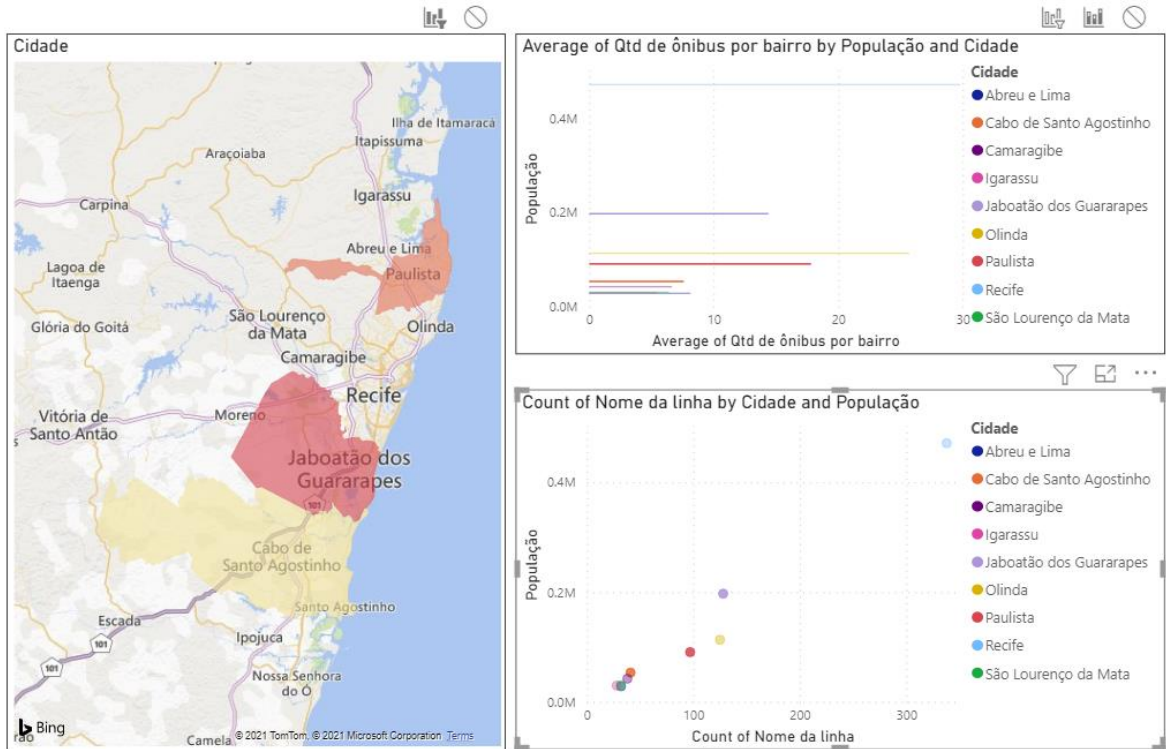 Cidade
Ilha de Itamaracá
Itapissuma
Araçoiaba
Igarassu
Carpina
Abreu e Lima
Lagoa de
Itaenga
Paulista
São Lourenço
da Mata
Glória do Goitá
Olinda
Camaragibe
Recife
Moreno
Vitória de
Santo Antão
Jaboatão dos
Guararapes
101
Cabo de
Santo Agostinho
Santo Agostinho
Escada
101
Ipojuca
101
Nossa Senhora
do Ó
Bing
Camela
© 2021 TomTom, © 2021 Microsoft Corporation Terms
Average of Qtd de ônibus por bairro by População and Cidade
População
0.4M
0.2M
0.0M
0
10
20
30
Average of Qtd de ônibus por bairro
Cidade
Abreu e Lima
Cabo de Santo Agostinho
Camaragibe
Igarassu
Jaboatão dos Guararapes
Olinda
Paulista
Recife
São Lourenço da Mata
Count of Nome da linha by Cidade and População
População
0.4M
0.2M
0.0M
0
100
200
300
Count of Nome da linha
Cidade
Abreu e Lima
Cabo de Santo Agostinho
Camaragibe
Igarassu
Jaboatão dos Guararapes
Olinda
Paulista
Recife
São Lourenço da Mata